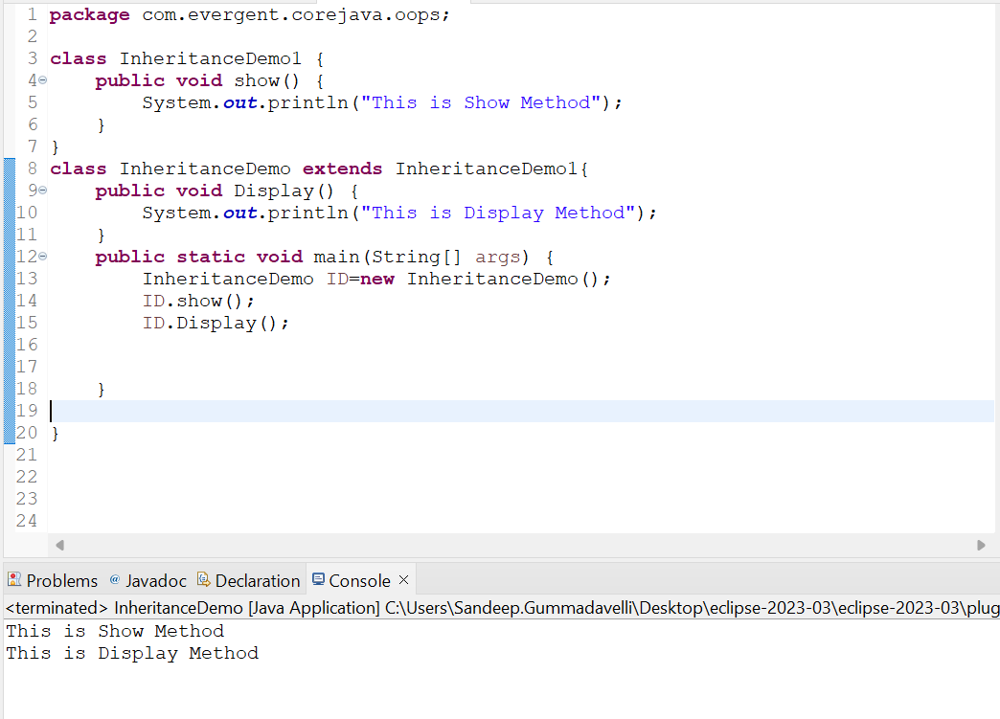 1 package com.evergent.corejava.oops;
2
3 class InheritanceDemo1 {
4 public void show() {
5 System.out.println("This is Show Method");
6 }
7 }
8 class InheritanceDemo extends InheritanceDemo1{
9 public void Display() {
10 System.out.println("This is Display Method");
11 }
12 public static void main(String[] args) {
13 InheritanceDemo ID=new InheritanceDemo();
14 ID.show();
15 ID.Display();
16
17
18 }
19
20 }
21
22
23
24
Problems @ Javadoc Declaration Console
<terminated> InheritanceDemo [Java Application] C:\Users\Sandeep.Gummadavelli\Desktop\eclipse-2023-03\eclipse-2023-03\plug
This is Show Method
This is Display Method